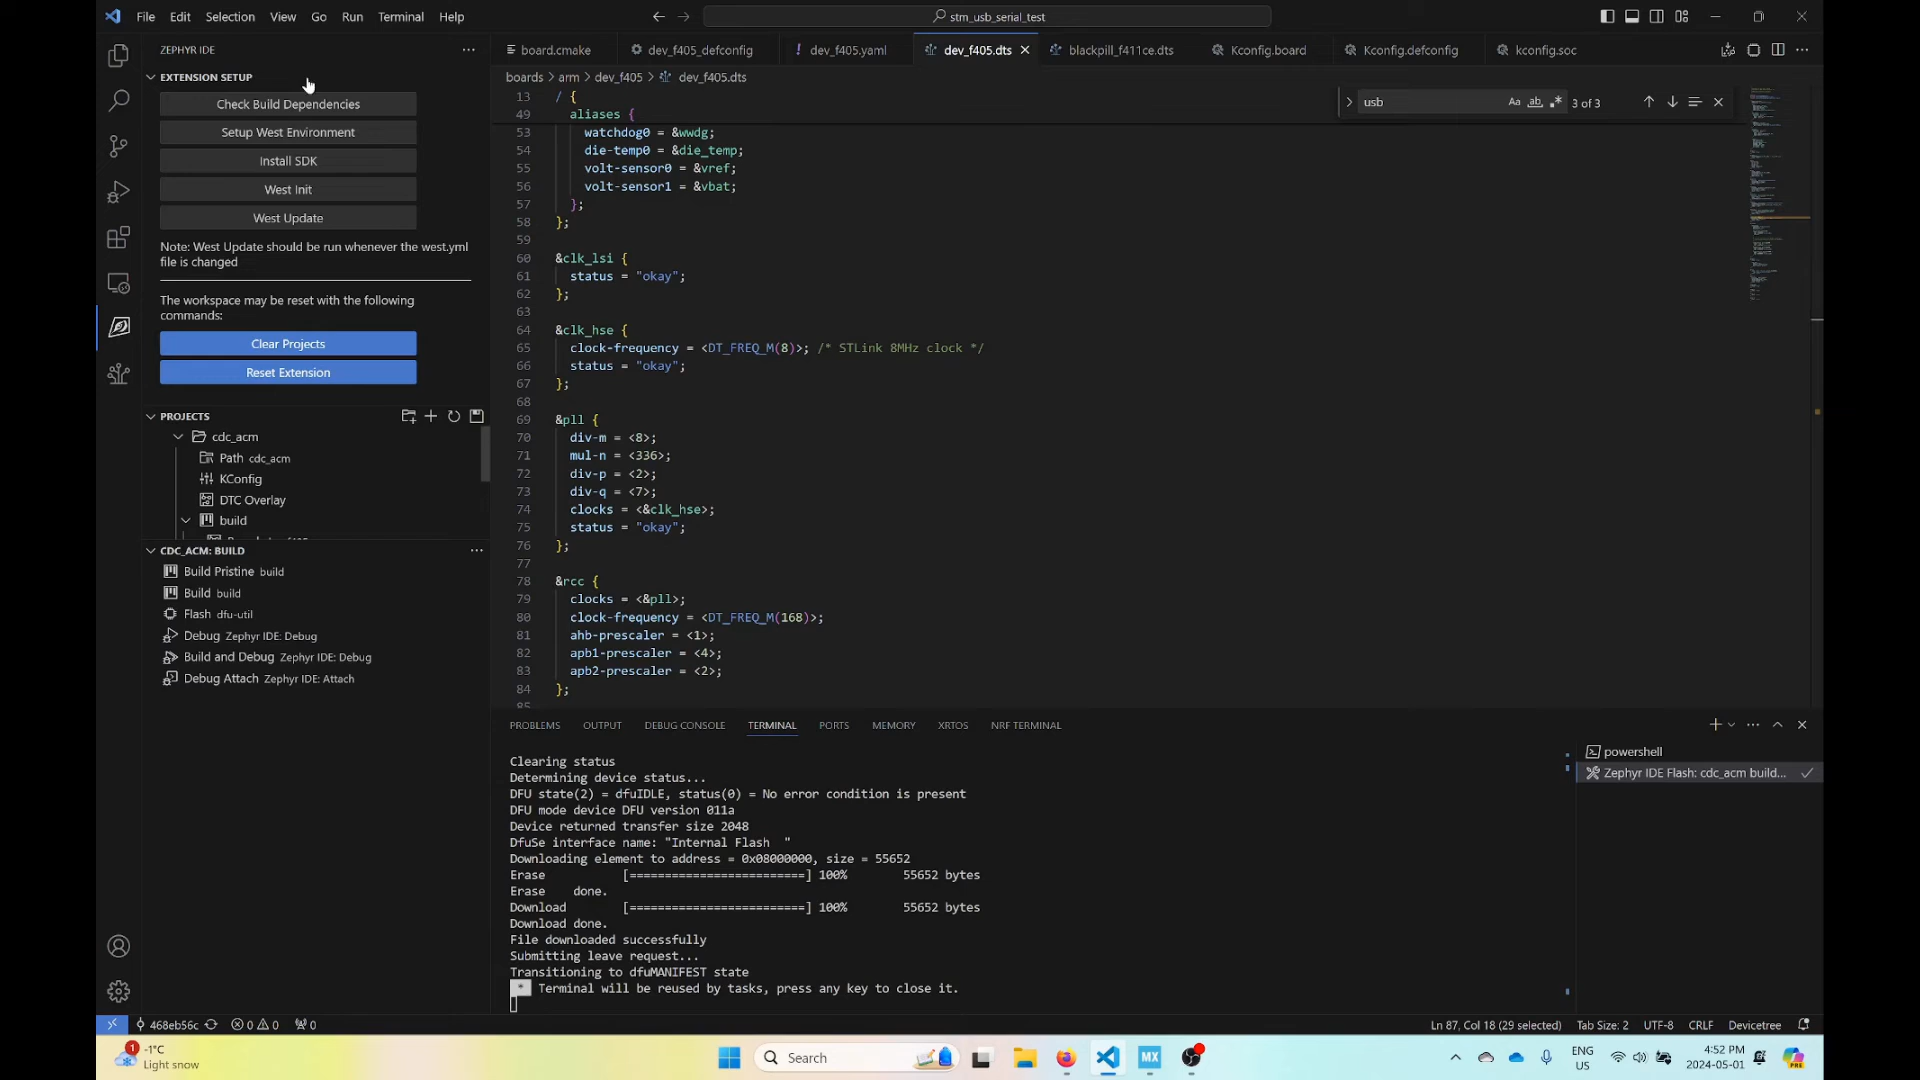 File Edit Selection View Go Run Terminal Help
stm_usb_serial_test
ZEPHYR IDE
EXTENSION SETUP
Check Build Dependencies
Setup West Environment
Install SDK
West Init
West Update
Note: West Update should be run whenever the west.yml
file is changed
The workspace may be reset with the following
commands:
Clear Projects
Reset Extension
PROJECTS
cdc_acm
Path cdc_acm
KConfig
DTC Overlay
build
CDC_ACM: BUILD
Build Pristine build
Build build
Flash dfu-util
Debug Zephyr IDE: Debug
Build and Debug Zephyr IDE: Debug
Debug Attach Zephyr IDE: Attach
board.cmake dev_f405_defconfig dev_f405.yaml dev_f405.dts blackpill_f411ce.dts Kconfig.board Kconfig.defconfig kconfig.soc
boards > arm > dev_f405 > dev_f405.dts
usb Aa ab .* 3 of 3
13 / {
49 aliases {
53 watchdog0 = &wwdg;
54 die-temp0 = &die_temp;
55 volt-sensor0 = &vref;
56 volt-sensor1 = &vbat;
57 };
58 };
59
60 &clk_lsi {
61 status = "okay";
62 };
63
64 &clk_hse {
65 clock-frequency = <DT_FREQ_M(8)>; /* STLink 8MHz clock */
66 status = "okay";
67 };
68
69 &pll {
70 div-m = <8>;
71 mul-n = <336>;
72 div-p = <2>;
73 div-q = <7>;
74 clocks = <&clk_hse>;
75 status = "okay";
76 };
77
78 &rcc {
79 clocks = <&pll>;
80 clock-frequency = <DT_FREQ_M(168)>;
81 ahb-prescaler = <1>;
82 apb1-prescaler = <4>;
83 apb2-prescaler = <2>;
84 };
85
PROBLEMS OUTPUT DEBUG CONSOLE TERMINAL PORTS MEMORY XRTOS NRF TERMINAL
Clearing status
Determining device status...
DFU state(2) = dfuIDLE, status(0) = No error condition is present
DFU mode device DFU version 011a
Device returned transfer size 2048
DfuSe interface name: "Internal Flash  "
Downloading element to address = 0x08000000, size = 55652
Erase [=========================] 100% 55652 bytes
Erase done.
Download [=========================] 100% 55652 bytes
Download done.
File downloaded successfully
Submitting leave request...
Transitioning to dfuMANIFEST state
* Terminal will be reused by tasks, press any key to close it.
powershell
Zephyr IDE Flash: cdc_acm build...
468eb56c 0 0 0
Ln 87, Col 18 (29 selected) Tab Size: 2 UTF-8 CRLF Devicetree
1
-1°C
Light snow
Search
MX
ENG
US
4:52 PM
2024-05-01
PRE